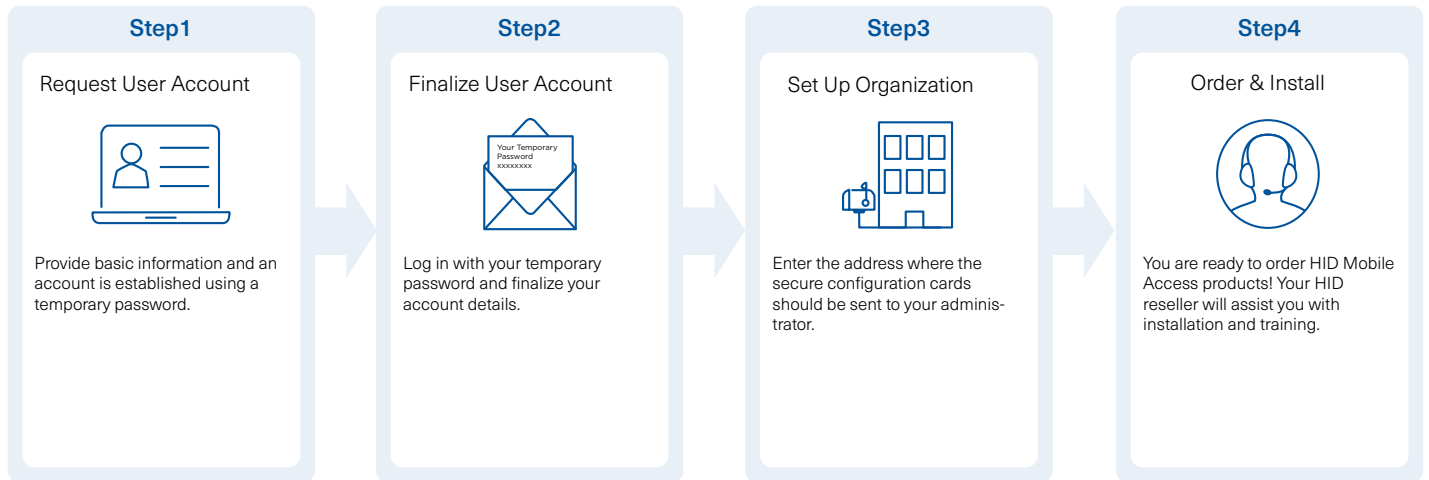 Step1
Request User Account
Provide basic information and an
account is established using a
temporary password.
Step2
Finalize User Account
Your Temporary
Password
xxxxxxxx
Log in with your temporary
password and finalize your
account details.
Step3
Set Up Organization
Enter the address where the
secure configuration cards
should be sent to your adminis-
trator.
Step4
Order & Install
You are ready to order HID Mobile
Access products! Your HID
reseller will assist you with
installation and training.